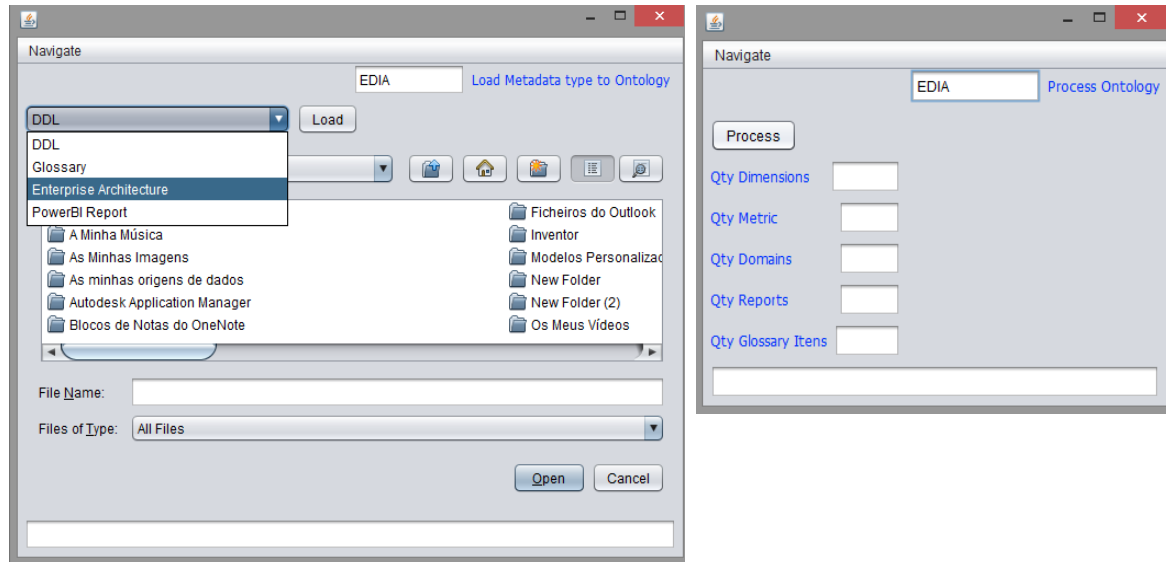 Navigate
EDIA Load Metadata type to Ontology
DDL Load
DDL
Glossary
Enterprise Architecture
PowerBI Report
Ficheiros do Outlook
A Minha Música Inventor
As Minhas Imagens Modelos Personalizac
As minhas origens de dados New Folder
Autodesk Application Manager New Folder (2)
Blocos de Notas do OneNote Os Meus Vídeos
File Name:
Files of Type: All Files
Open Cancel
Navigate
EDIA Process Ontology
Process
Qty Dimensions
Qty Metric
Qty Domains
Qty Reports
Qty Glossary Itens